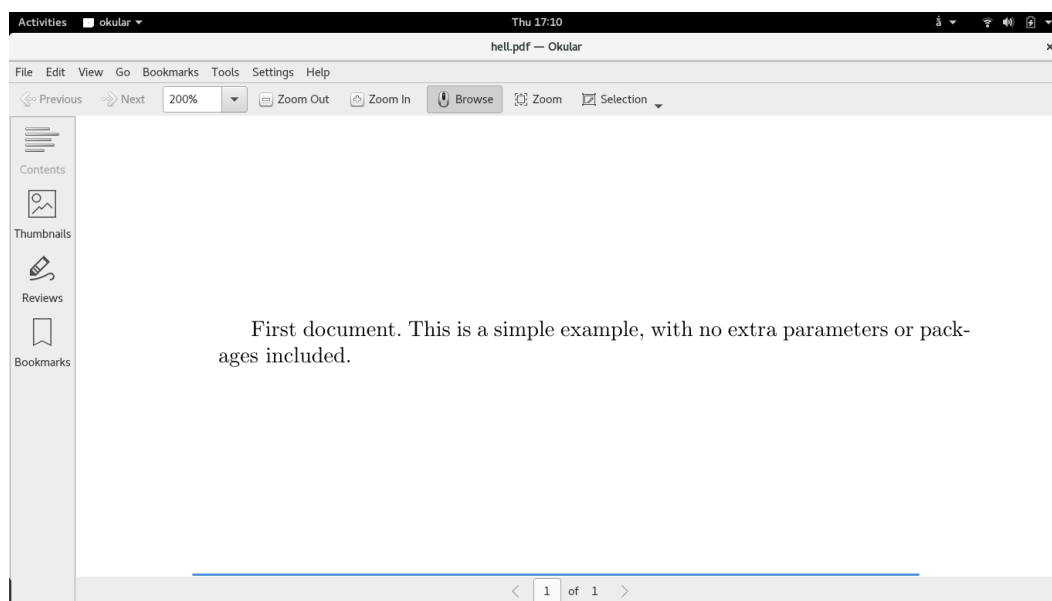 Activities okular Thu 17:10 ǎ
hell.pdf — Okular
File Edit View Go Bookmarks Tools Settings Help
Previous Next 200% Zoom Out Zoom In Browse Zoom Selection
Contents
Thumbnails
Reviews
Bookmarks
First document. This is a simple example, with no extra parameters or pack-
ages included.
1 of 1